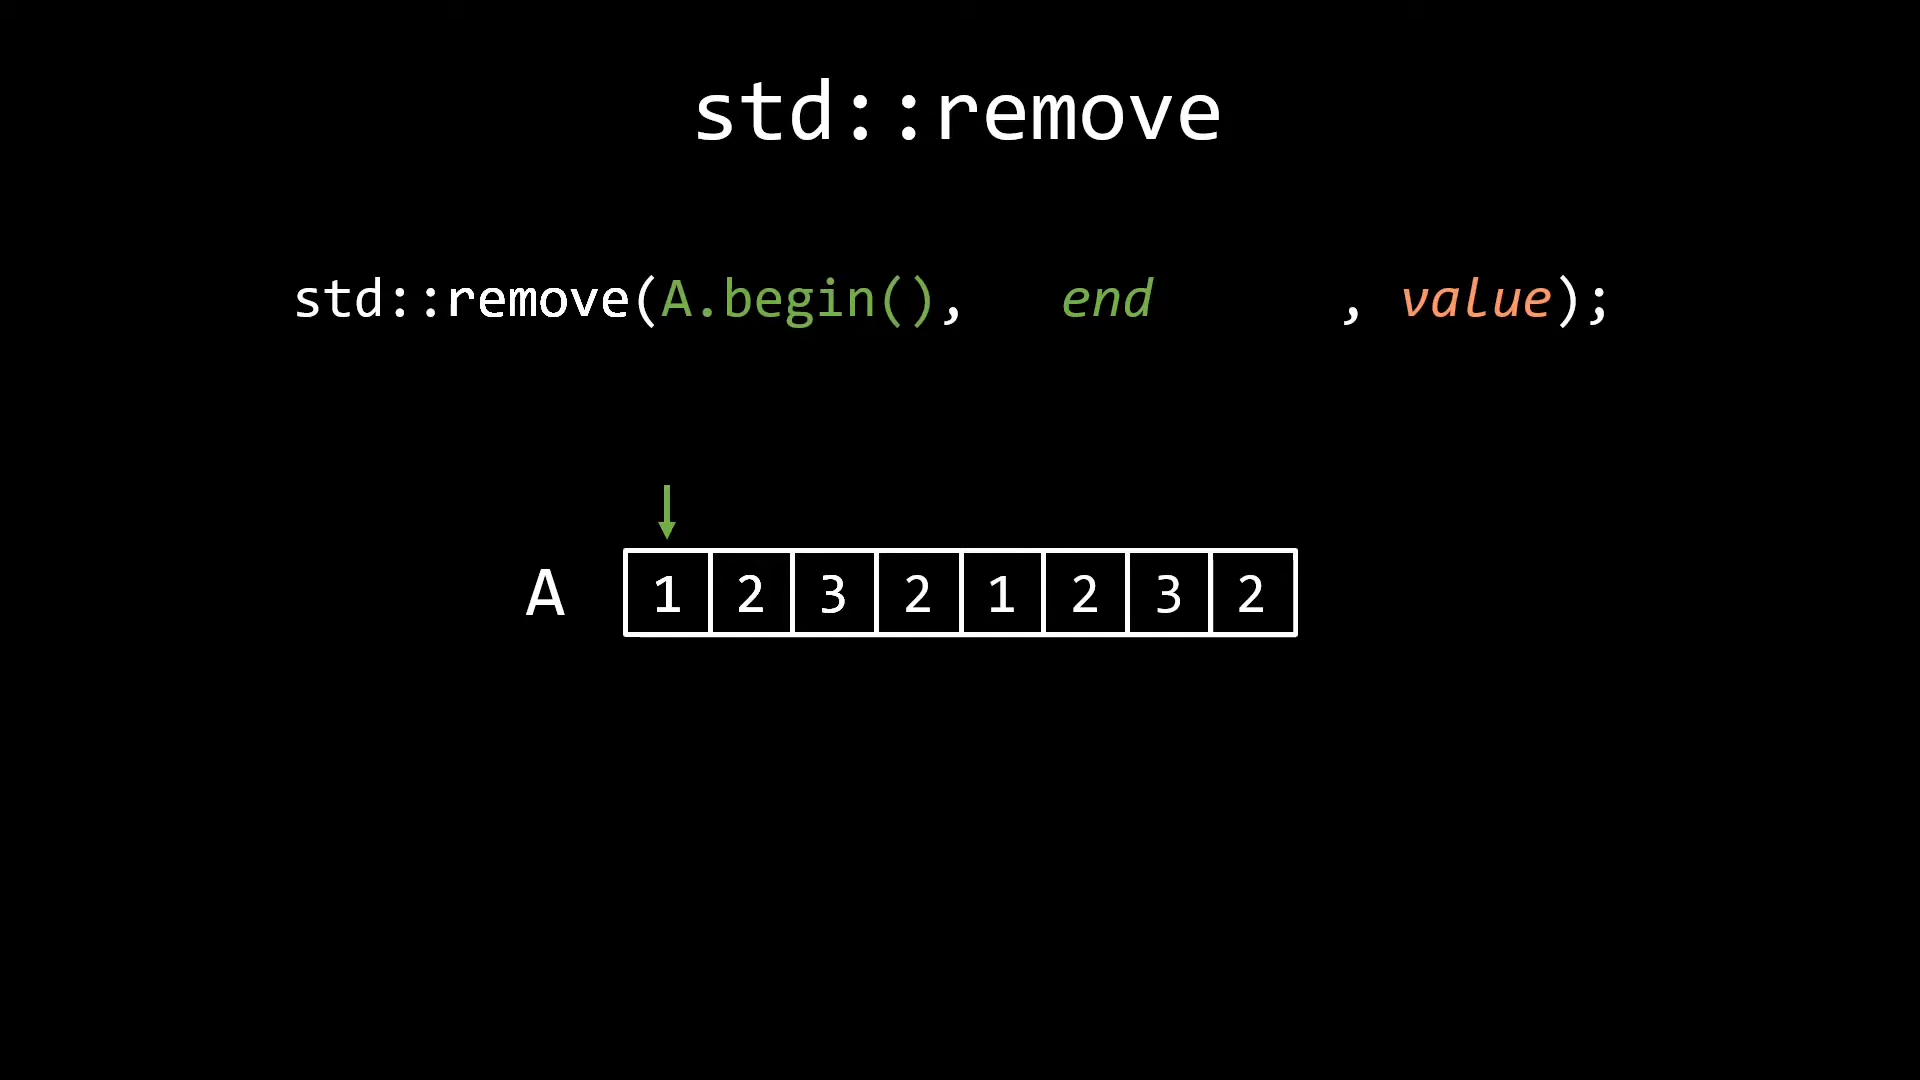 std::remove
std::remove(A.begin(), end , value);
A 1 2 3 2 1 2 3 2